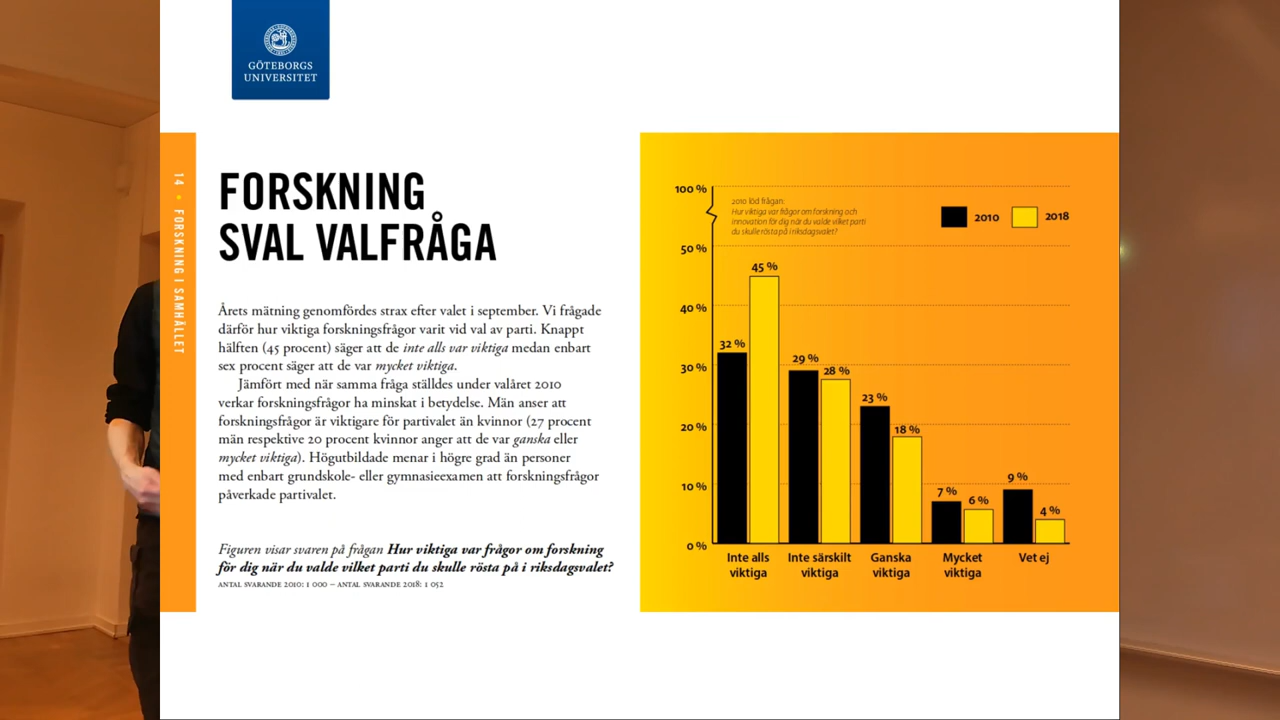 GÖTEBORGS
UNIVERSITET
14 • FORSKNING I SAMHÄLLET
FORSKNING
SVAL VALFRÅGA
Årets mätning genomfördes strax efter valet i september. Vi frågade
därför hur viktiga forskningsfrågor varit vid val av parti. Knappt
hälften (45 procent) säger att de inte alls var viktiga medan enbart
sex procent säger att de var mycket viktiga.
Jämfört med när samma fråga ställdes under valåret 2010
verkar forskningsfrågor ha minskat i betydelse. Män anser att
forskningsfrågor är viktigare för partivalet än kvinnor (27 procent
män respektive 20 procent kvinnor anger att de var ganska eller
mycket viktiga). Högutbildade menar i högre grad än personer
med enbart grundskole- eller gymnasieexamen att forskningsfrågor
påverkade partivalet.
Figuren visar svaren på frågan Hur viktiga var frågor om forskning
för dig när du valde vilket parti du skulle rösta på i riksdagsvalet?
ANTAL SVARANDE 2010: 1 000 – ANTAL SVARANDE 2018: 1 052
100 %
50 %
40 %
30 %
20 %
10 %
0 %
2010 löd frågan:
Hur viktiga var frågor om forskning och
innovation för dig när du valde vilket parti
du skulle rösta på i riksdagsvalet?
2010
2018
32 %
45 %
29 %
28 %
23 %
18 %
7 %
6 %
9 %
4 %
Inte alls
viktiga
Inte särskilt
viktiga
Ganska
viktiga
Mycket
viktiga
Vet ej